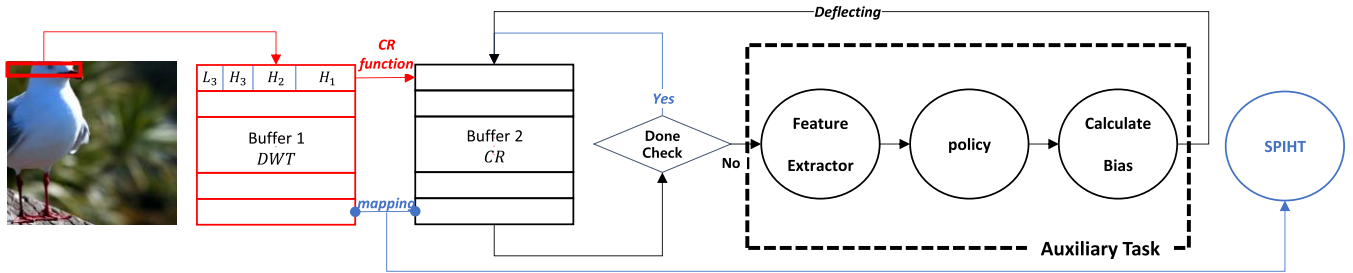 Deflecting
CR
function
L₃ H₃ H₂ H₁
Buffer 1
DWT
Buffer 2
CR
mapping
Yes
Done
Check
No
Feature
Extractor
policy
Calculate
Bias
Auxiliary Task
SPIHT